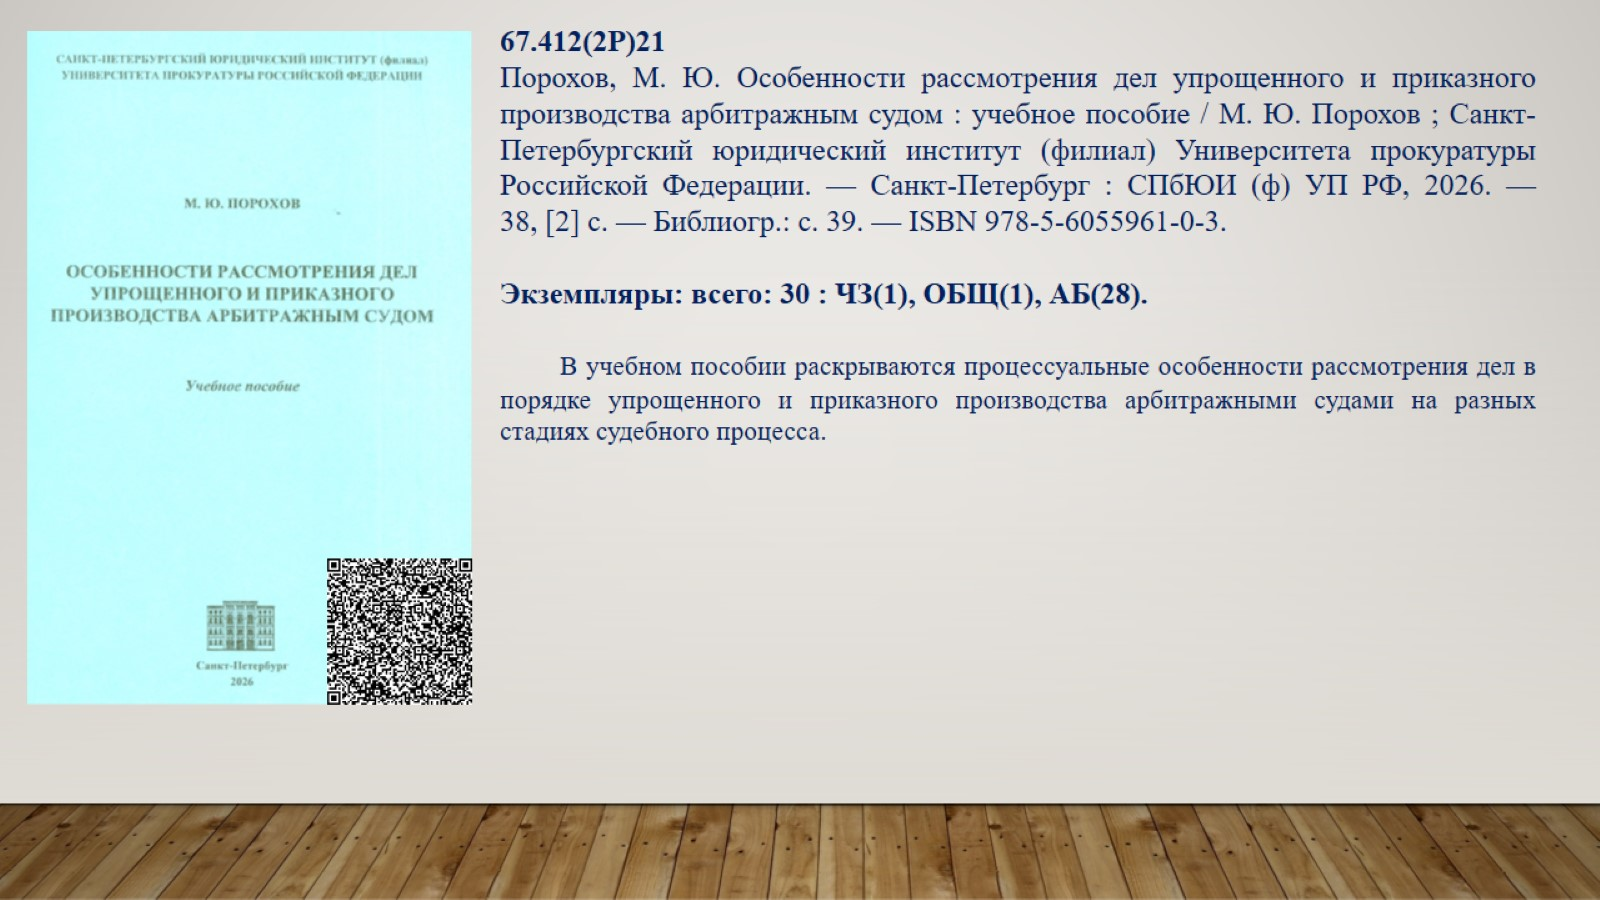 САНКТ-ПЕТЕРБУРГСКИЙ ЮРИДИЧЕСКИЙ ИНСТИТУТ (филиал)
УНИВЕРСИТЕТА ПРОКУРАТУРЫ РОССИЙСКОЙ ФЕДЕРАЦИИ
М. Ю. ПОРОХОВ
ОСОБЕННОСТИ РАССМОТРЕНИЯ ДЕЛ
УПРОЩЕННОГО И ПРИКАЗНОГО
ПРОИЗВОДСТВА АРБИТРАЖНЫМ СУДОМ
Учебное пособие
Санкт-Петербург
2026
67.412(2Р)21
Порохов, М. Ю. Особенности рассмотрения дел упрощенного и приказного
производства арбитражным судом : учебное пособие / М. Ю. Порохов ; Санкт-
Петербургский юридический институт (филиал) Университета прокуратуры
Российской Федерации. — Санкт-Петербург : СПбЮИ (ф) УП РФ, 2026. —
38, [2] с. — Библиогр.: с. 39. — ISBN 978-5-6055961-0-3.
Экземпляры: всего: 30 : ЧЗ(1), ОБЩ(1), АБ(28).
В учебном пособии раскрываются процессуальные особенности рассмотрения дел в
порядке упрощенного и приказного производства арбитражными судами на разных
стадиях судебного процесса.